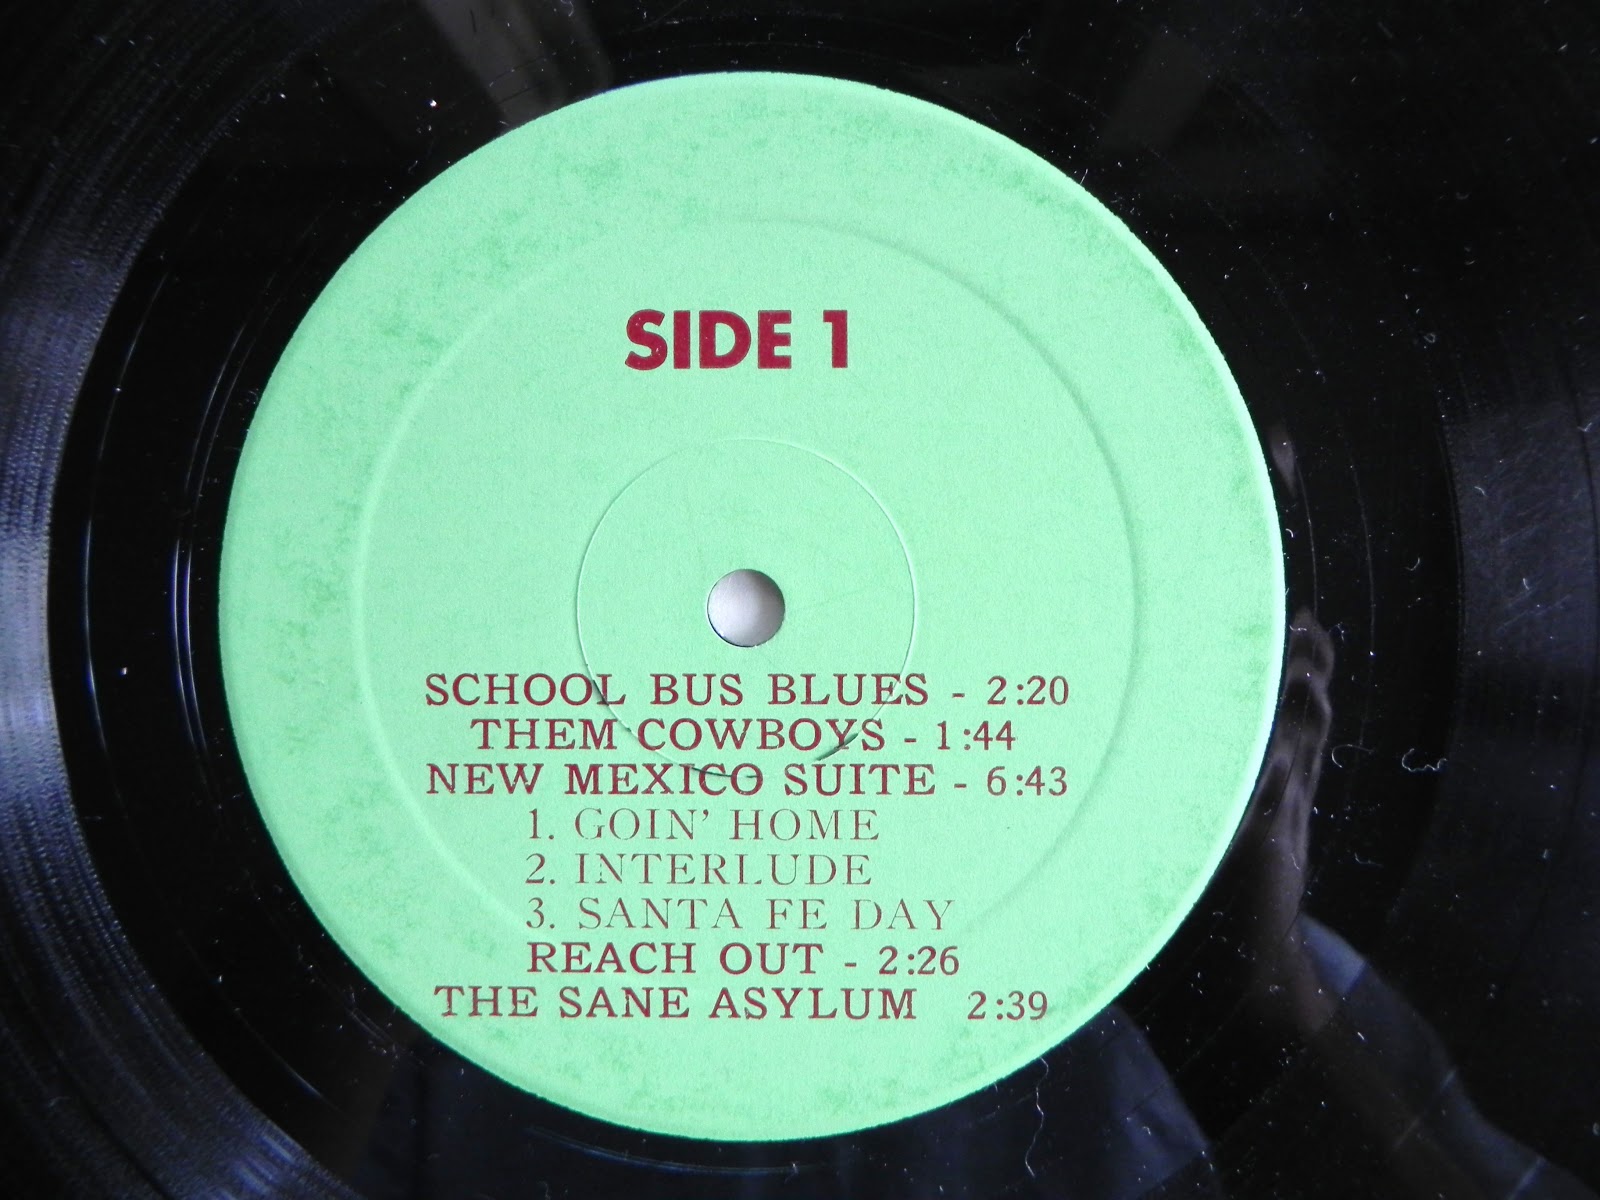 SIDE 1
SCHOOL BUS BLUES - 2:20
THEM COWBOYS - 1:44
NEW MEXICO SUITE - 6:43
1. GOIN' HOME
2. INTERLUDE
3. SANTA FE DAY
REACH OUT - 2:26
THE SANE ASYLUM 2:39